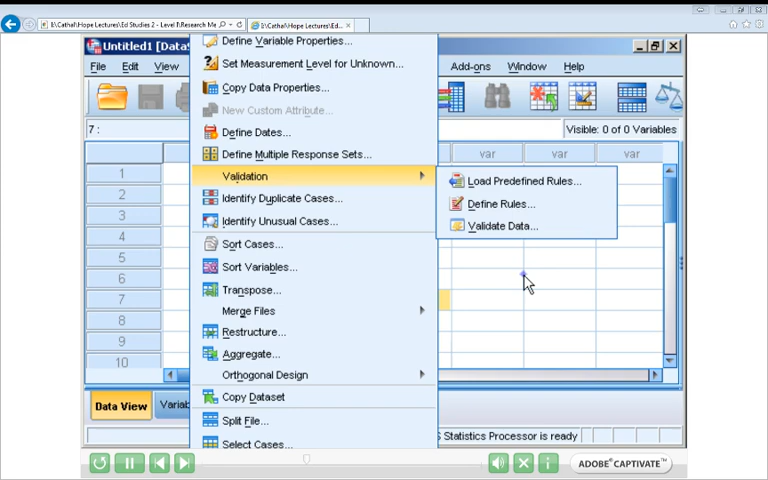 E:\Cathal\Hope Lectures\Ed Studies 2 - Level I\Research Me
E:\Cathal\Hope Lectures\Ed...
Untitled1 [Data
File Edit View Add-ons Window Help
7 :
Visible: 0 of 0 Variables
var var var
1
2
3
4
5
6
7
8
9
10
Define Variable Properties...
Set Measurement Level for Unknown...
Copy Data Properties...
New Custom Attribute...
Define Dates...
Define Multiple Response Sets...
Validation
Identify Duplicate Cases...
Identify Unusual Cases...
Sort Cases...
Sort Variables...
Transpose...
Merge Files
Restructure...
Aggregate...
Orthogonal Design
Copy Dataset
Split File...
Select Cases...
Load Predefined Rules...
Define Rules...
Validate Data...
Data View Variab
S Statistics Processor is ready
ADOBE® CAPTIVATE™